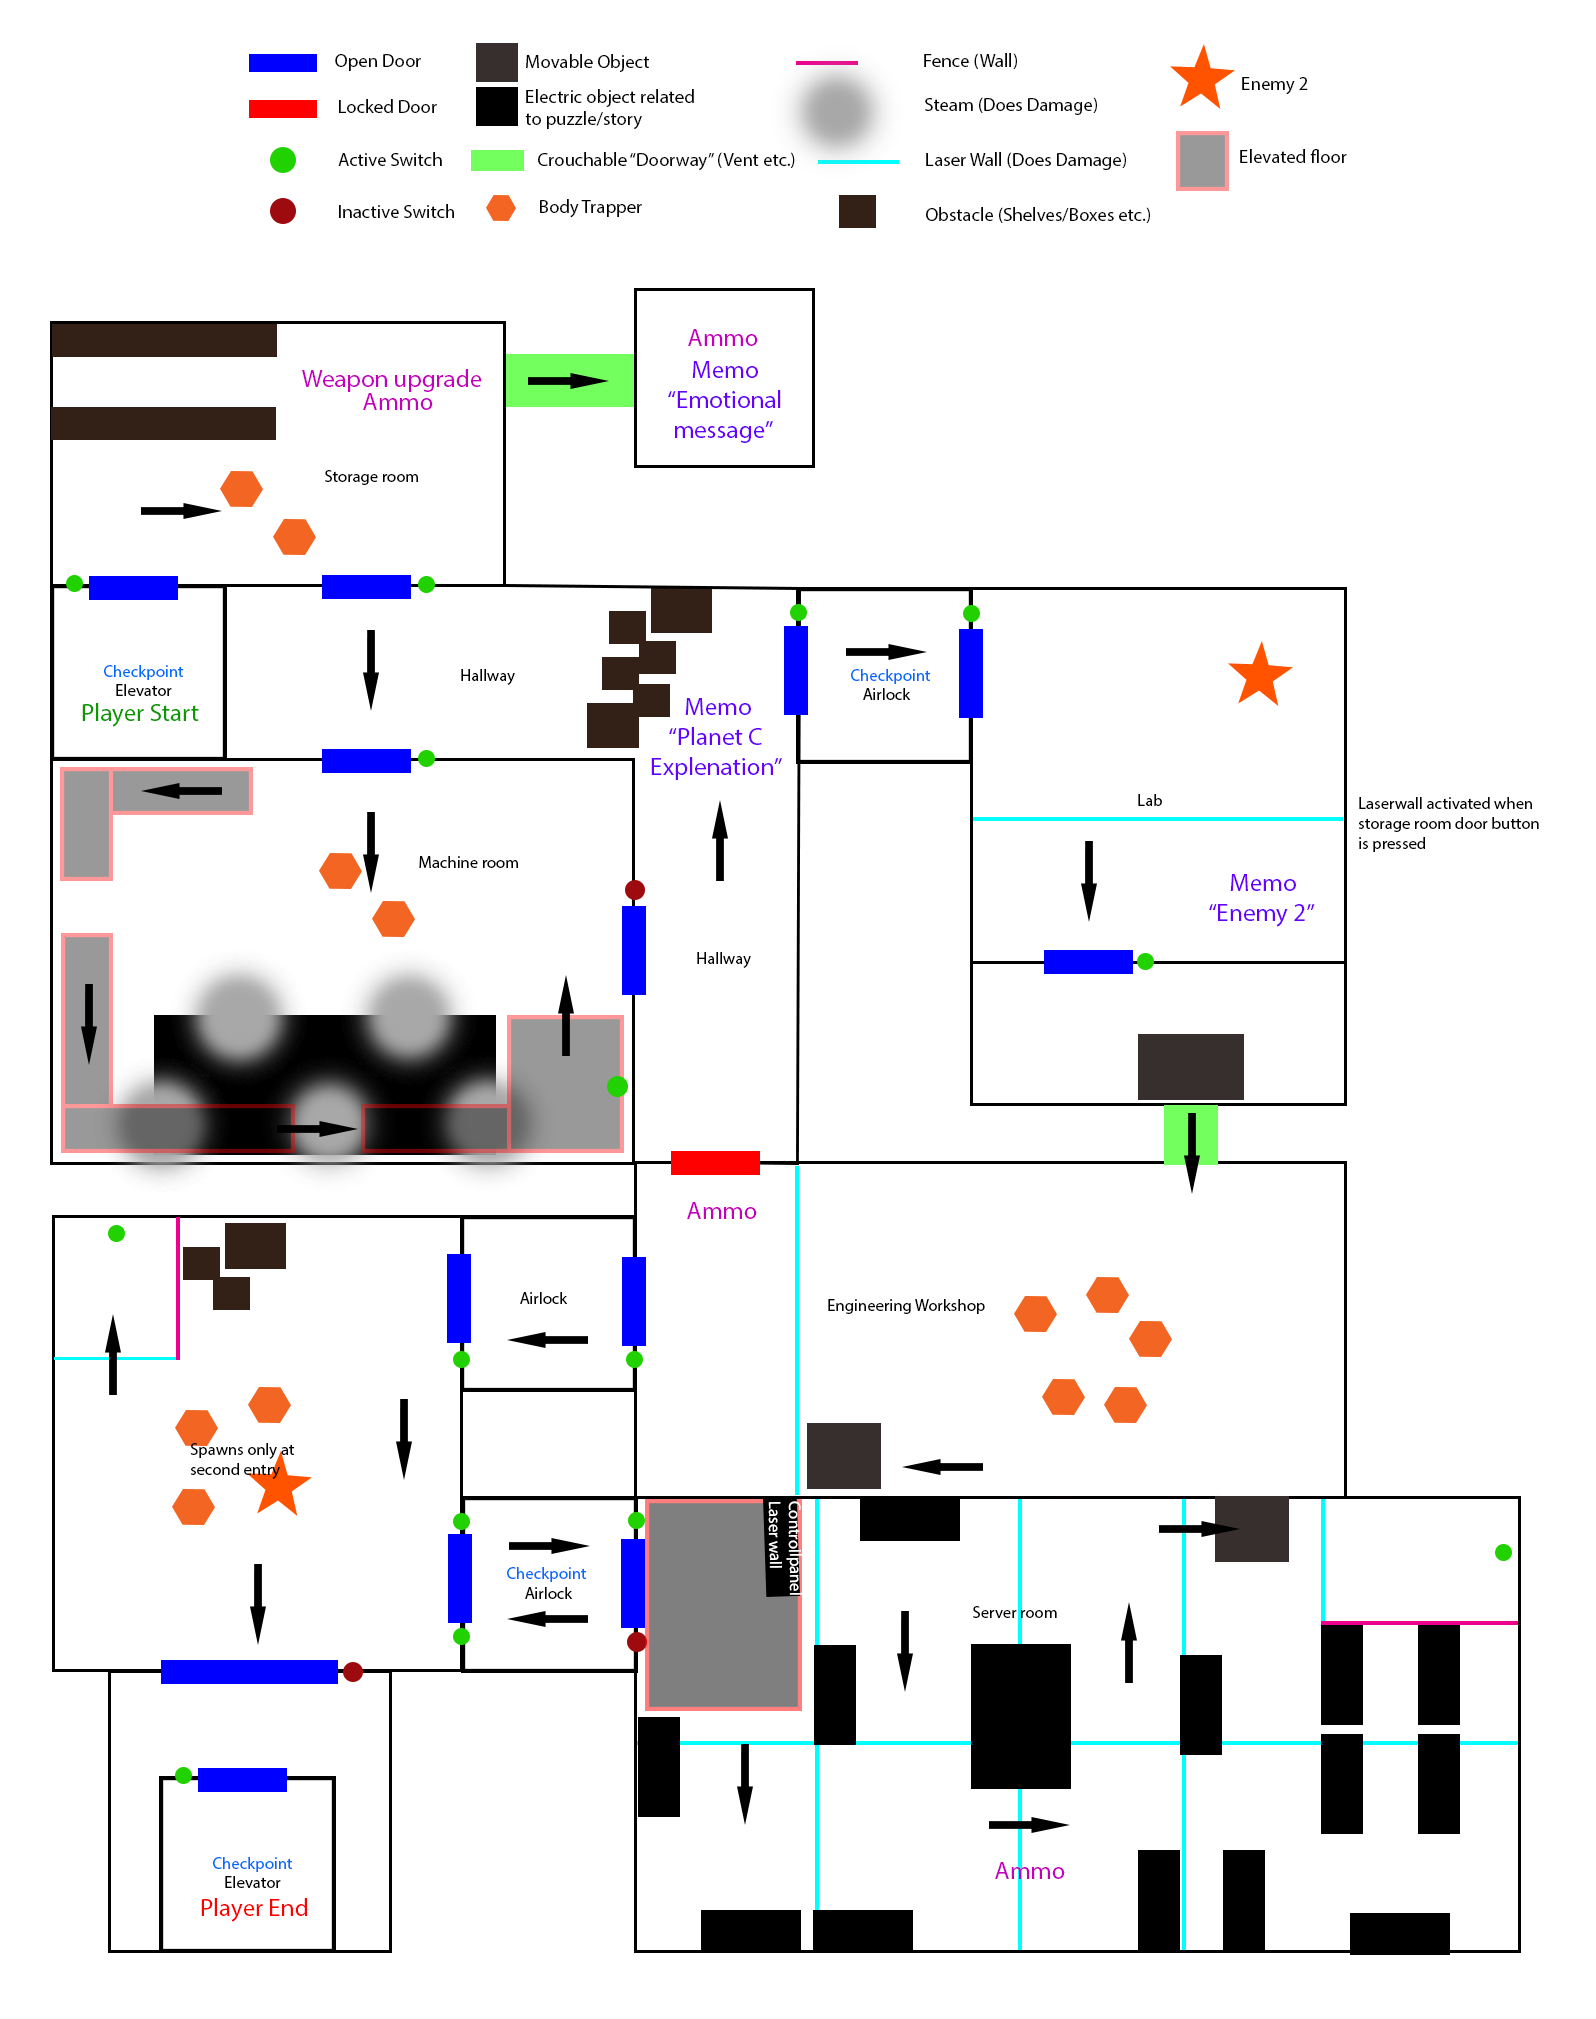 Open Door
Movable Object
Fence (Wall)
Enemy 2
Locked Door
Electric object related
to puzzle/story
Steam (Does Damage)
Active Switch
Crouchable “Doorway” (Vent etc.)
Laser Wall (Does Damage)
Elevated floor
Inactive Switch
Body Trapper
Obstacle (Shelves/Boxes etc.)
Weapon upgrade
Ammo
Storage room
Ammo
Memo
“Emotional
message”
Checkpoint
Elevator
Player Start
Hallway
Memo
“Planet C
Explenation”
Checkpoint
Airlock
Lab
Laserwall activated when
storage room door button
is pressed
Machine room
Memo
“Enemy 2”
Hallway
Ammo
Airlock
Engineering Workshop
Spawns only at
second entry
Checkpoint
Airlock
Controllpanel
Laser wall
Server room
Ammo
Checkpoint
Elevator
Player End